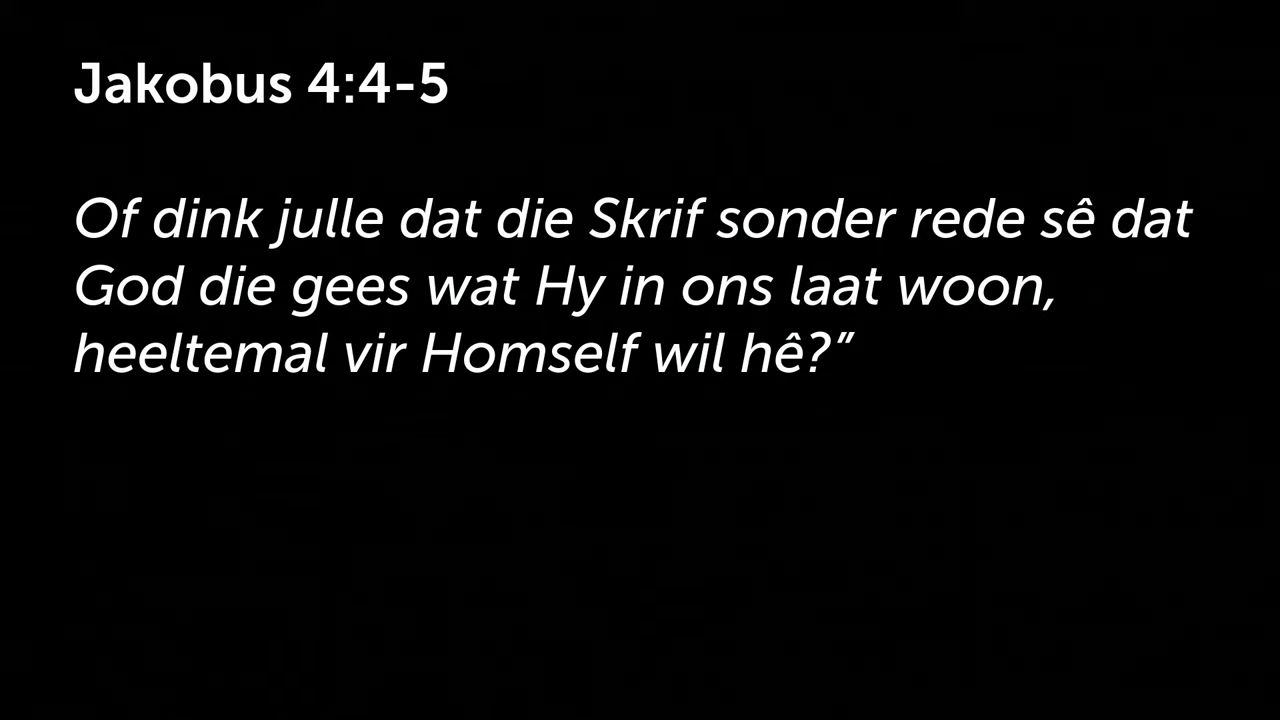 Jakobus 4:4-5
Of dink julle dat die Skrif sonder rede sê dat
God die gees wat Hy in ons laat woon,
heeltemal vir Homself wil hê?”